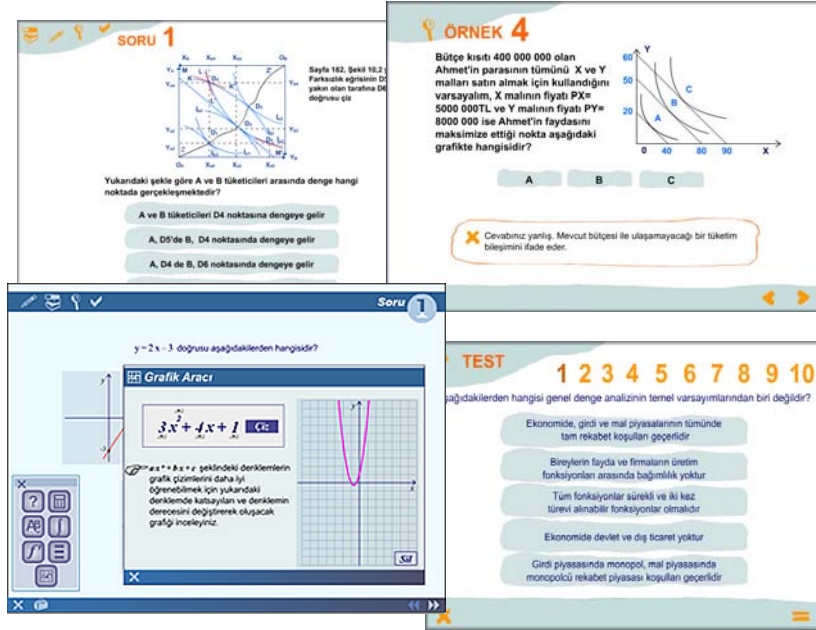 SORU 1
Sayfa 182, Şekil 10,2
Farksızlık eğrisinin D5
yakın olan tarafına D6
doğrusu çiz
Yukarıdaki şekle göre A ve B tüketicileri arasında denge hangi
noktada gerçekleşmektedir?
A ve B tüketicileri D4 noktasına dengeye gelir
A, D5'de B, D4 noktasında dengeye gelir
A, D4 de B, D6 noktasında dengeye gelir
ÖRNEK 4
Bütçe kısıtı 400 000 000 olan
Ahmet'in parasının tümünü X ve Y
malları satın almak için kullandığını
varsayalım, X malının fiyatı PX=
5000 000TL ve Y malının fiyatı PY=
8000 000 ise Ahmet'in faydasını
maksimize ettiği nokta aşağıdaki
grafikte hangisidir?
Y
60
50
20
A
B
C
0 40 80 90 X
A B C
Cevabınız yanlış. Mevcut bütçesi ile ulaşamayacağı bir tüketim
bileşimini ifade eder.
Soru 1
y = 2 x - 3 doğrusu aşağıdakilerden hangisidir?
Grafik Aracı
3x² + 4x + 1 Çiz
ax² + bx + c şeklindeki denklemlerin
grafik çizimlerini daha iyi
öğrenebilmek için yukarıdaki
denklemde katsayıları ve denklemin
derecesini değiştirerek oluşacak
grafiği inceleyiniz.
y
x
Sil
TEST
1 2 3 4 5 6 7 8 9 10
şağıdakilerden hangisi genel denge analizinin temel varsayımlarından biri değildir?
Ekonomide, girdi ve mal piyasalarının tümünde
tam rekabet koşulları geçerlidir
Bireylerin fayda ve firmaların üretim
fonksiyonları arasında bağımlılık yoktur
Tüm fonksiyonlar sürekli ve iki kez
türevi alınabilir fonksiyonlar olmalıdır
Ekonomide devlet ve dış ticaret yoktur
Girdi piyasasında monopol, mal piyasasında
monopolcü rekabet piyasası koşulları geçerlidir